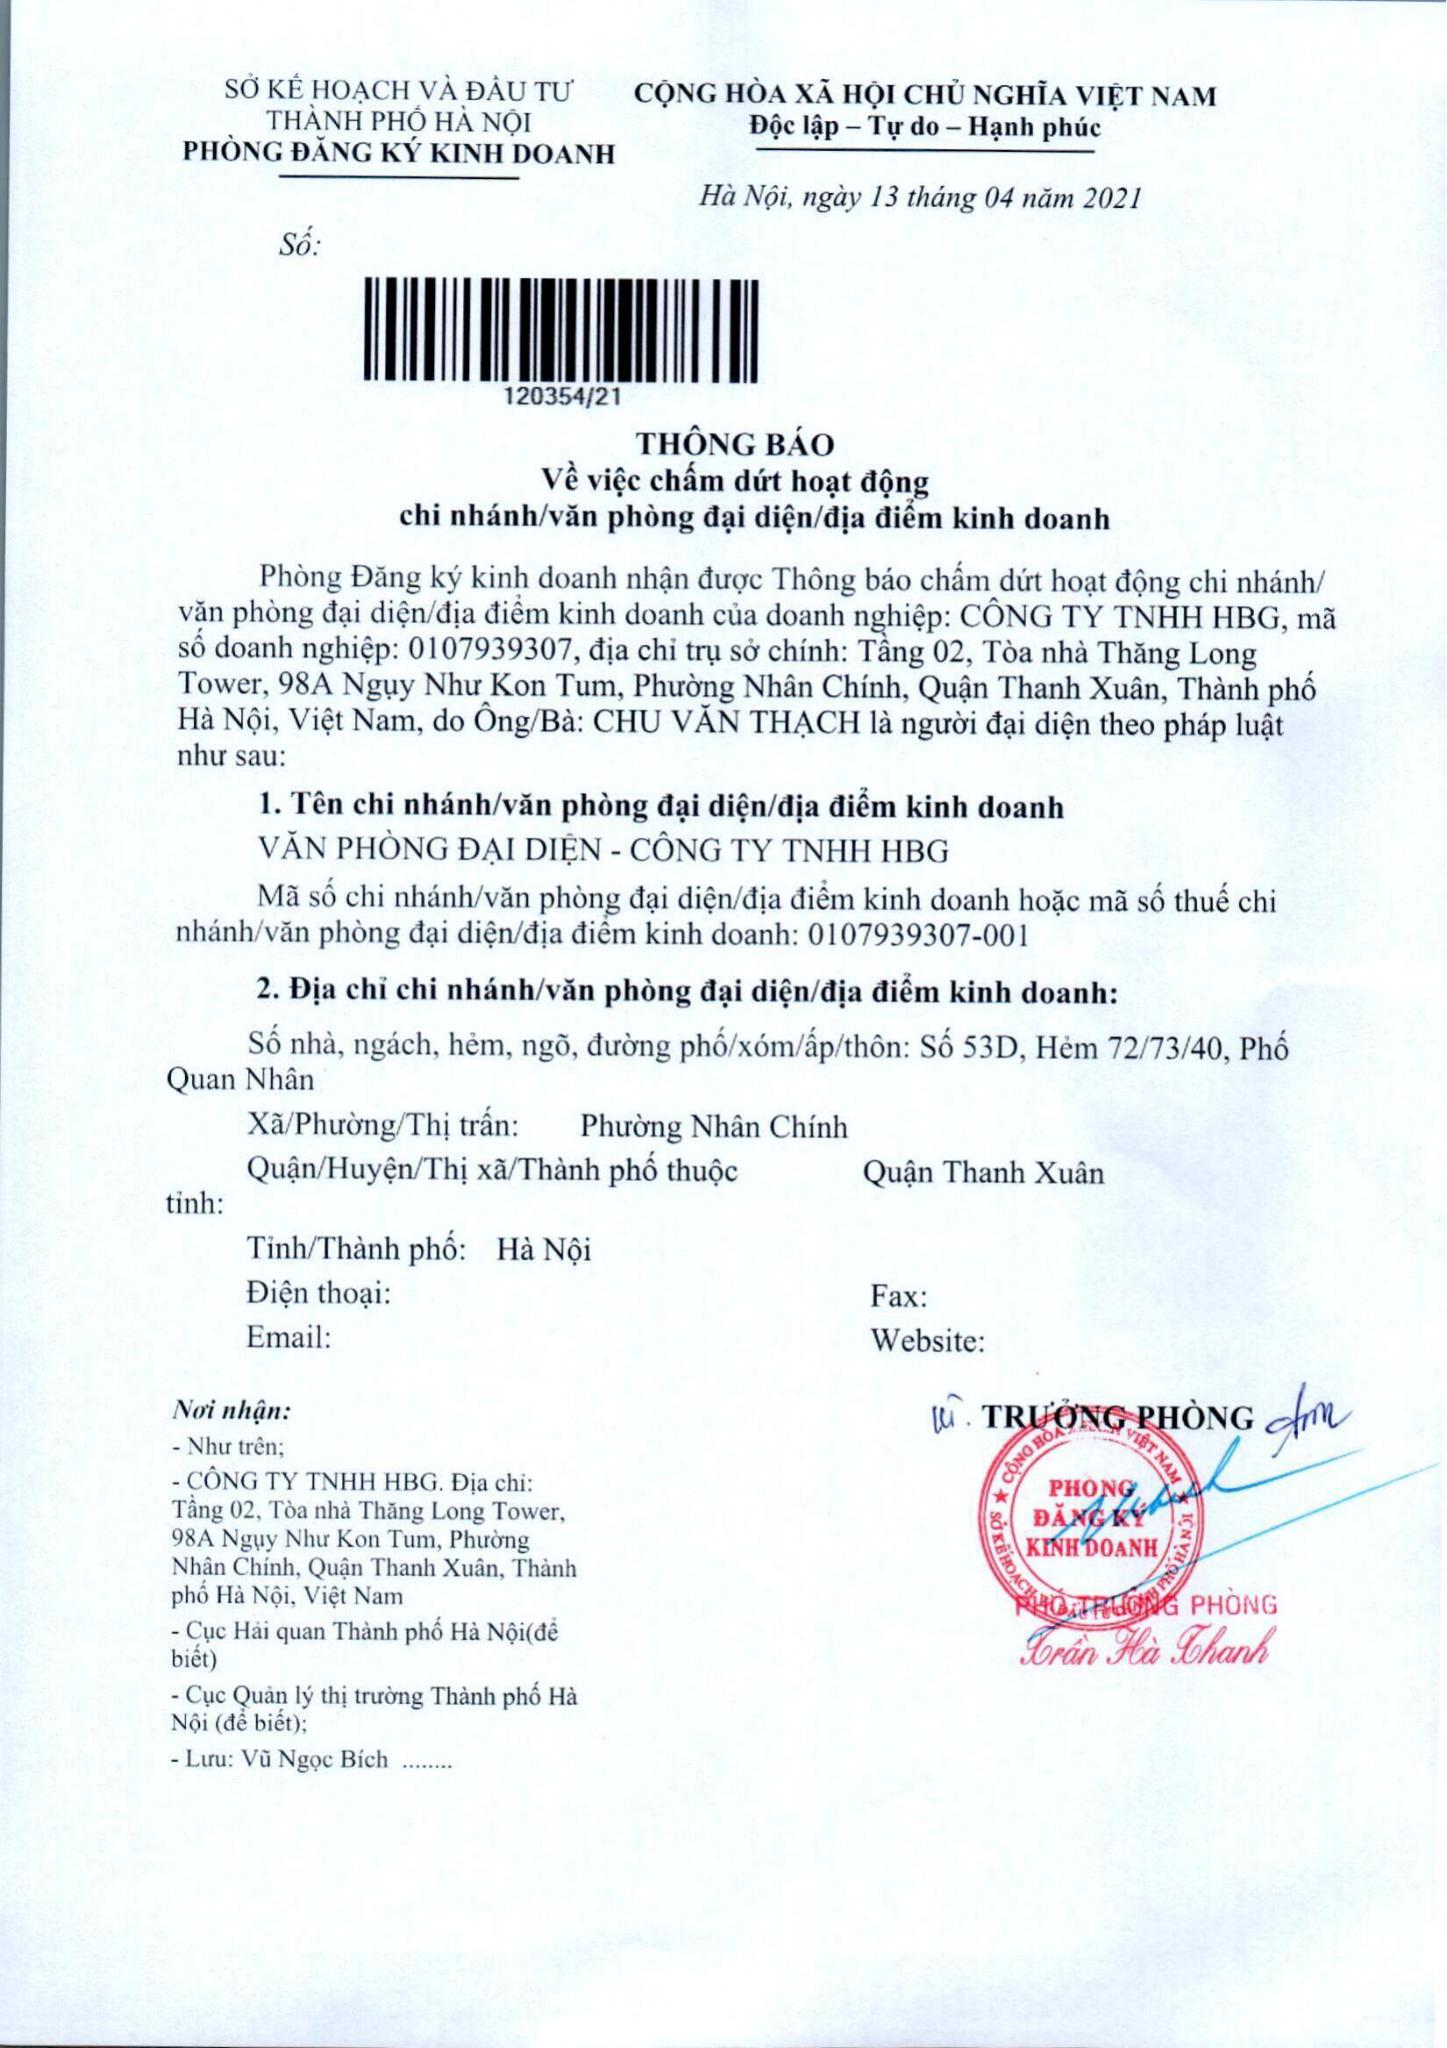 SỞ KẾ HOẠCH VÀ ĐẦU TƯ
THÀNH PHỐ HÀ NỘI
PHÒNG ĐĂNG KÝ KINH DOANH
CỘNG HÒA XÃ HỘI CHỦ NGHĨA VIỆT NAM
Độc lập – Tự do – Hạnh phúc
Hà Nội, ngày 13 tháng 04 năm 2021
Số:
120354/21
THÔNG BÁO
Về việc chấm dứt hoạt động
chi nhánh/văn phòng đại diện/địa điểm kinh doanh
Phòng Đăng ký kinh doanh nhận được Thông báo chấm dứt hoạt động chi nhánh/
văn phòng đại diện/địa điểm kinh doanh của doanh nghiệp: CÔNG TY TNHH HBG, mã
số doanh nghiệp: 0107939307, địa chỉ trụ sở chính: Tầng 02, Tòa nhà Thăng Long
Tower, 98A Ngụy Như Kon Tum, Phường Nhân Chính, Quận Thanh Xuân, Thành phố
Hà Nội, Việt Nam, do Ông/Bà: CHU VĂN THẠCH là người đại diện theo pháp luật
như sau:
1. Tên chi nhánh/văn phòng đại diện/địa điểm kinh doanh
VĂN PHÒNG ĐẠI DIỆN - CÔNG TY TNHH HBG
Mã số chi nhánh/văn phòng đại diện/địa điểm kinh doanh hoặc mã số thuế chi
nhánh/văn phòng đại diện/địa điểm kinh doanh: 0107939307-001
2. Địa chỉ chi nhánh/văn phòng đại diện/địa điểm kinh doanh:
Số nhà, ngách, hẻm, ngõ, đường phố/xóm/ấp/thôn: Số 53D, Hẻm 72/73/40, Phố
Quan Nhân
Xã/Phường/Thị trấn: Phường Nhân Chính
Quận/Huyện/Thị xã/Thành phố thuộc Quận Thanh Xuân
tỉnh:
Tỉnh/Thành phố: Hà Nội
Điện thoại: Fax:
Email: Website:
Nơi nhận:
- Như trên;
- CÔNG TY TNHH HBG. Địa chỉ:
Tầng 02, Tòa nhà Thăng Long Tower,
98A Ngụy Như Kon Tum, Phường
Nhân Chính, Quận Thanh Xuân, Thành
phố Hà Nội, Việt Nam
- Cục Hải quan Thành phố Hà Nội(để
biết)
- Cục Quản lý thị trường Thành phố Hà
Nội (để biết);
- Lưu: Vũ Ngọc Bích ........
TRƯỞNG PHÒNG
PHÒNG
ĐĂNG KÝ
KINH DOANH
PHÓ TRƯỞNG PHÒNG
Trần Hà Thanh